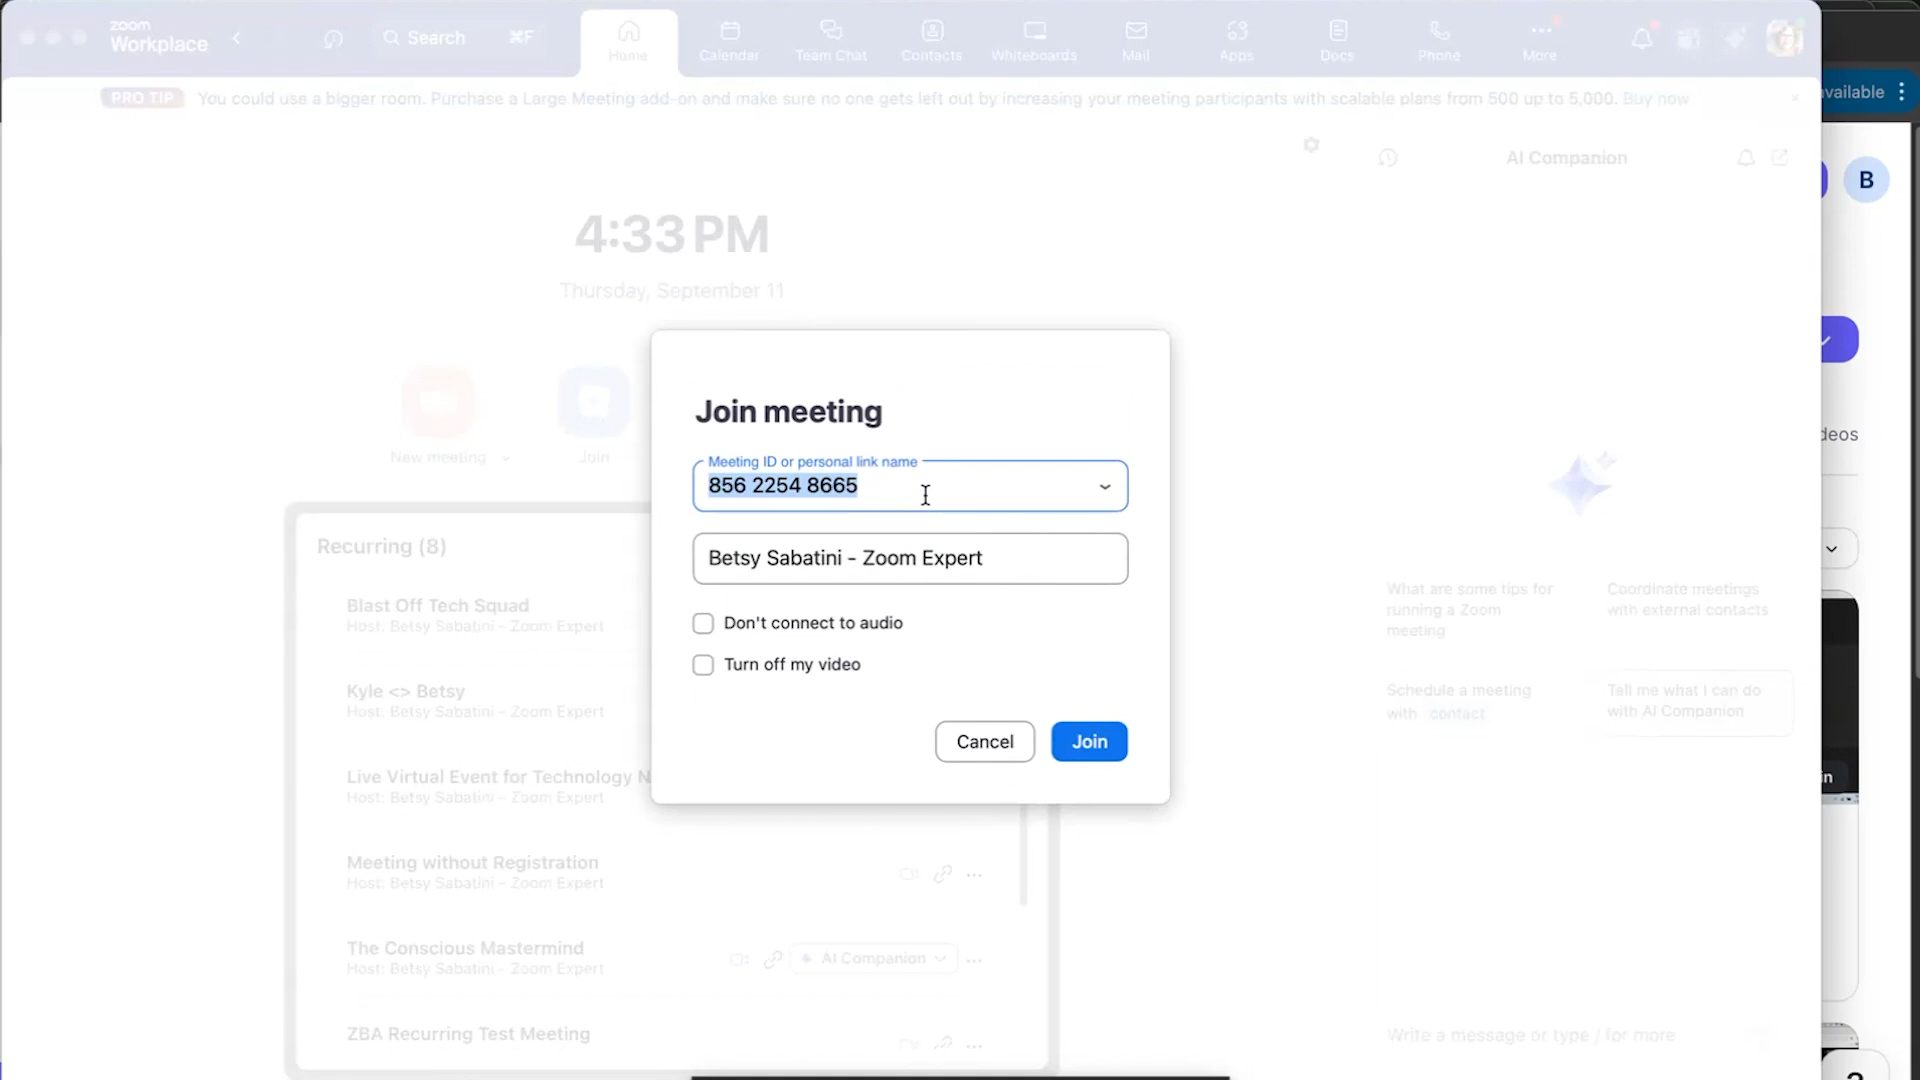 zoom
Workplace
Search ⌘F
Home
Calendar
Team Chat
Contacts
Whiteboards
Mail
Apps
Docs
Phone
More
PRO TIP You could use a bigger room. Purchase a Large Meeting add-on and make sure no one gets left out by increasing your meeting participants with scalable plans from 500 up to 5,000. Buy now
vailable
AI Companion
B
4:33 PM
Thursday, September 11
New meeting
Join
Join meeting
Meeting ID or personal link name
856 2254 8665
Betsy Sabatini - Zoom Expert
Don't connect to audio
Turn off my video
Cancel
Join
deos
Recurring (8)
Blast Off Tech Squad
Host: Betsy Sabatini - Zoom Expert
Kyle <> Betsy
Host: Betsy Sabatini - Zoom Expert
Live Virtual Event for Technology N
Host: Betsy Sabatini - Zoom Expert
Meeting without Registration
Host: Betsy Sabatini - Zoom Expert
The Conscious Mastermind
Host: Betsy Sabatini - Zoom Expert
AI Companion
ZBA Recurring Test Meeting
What are some tips for
running a Zoom
meeting
Coordinate meetings
with external contacts
Schedule a meeting
with contact
Tell me what I can do
with AI Companion
in
Write a message or type / for more